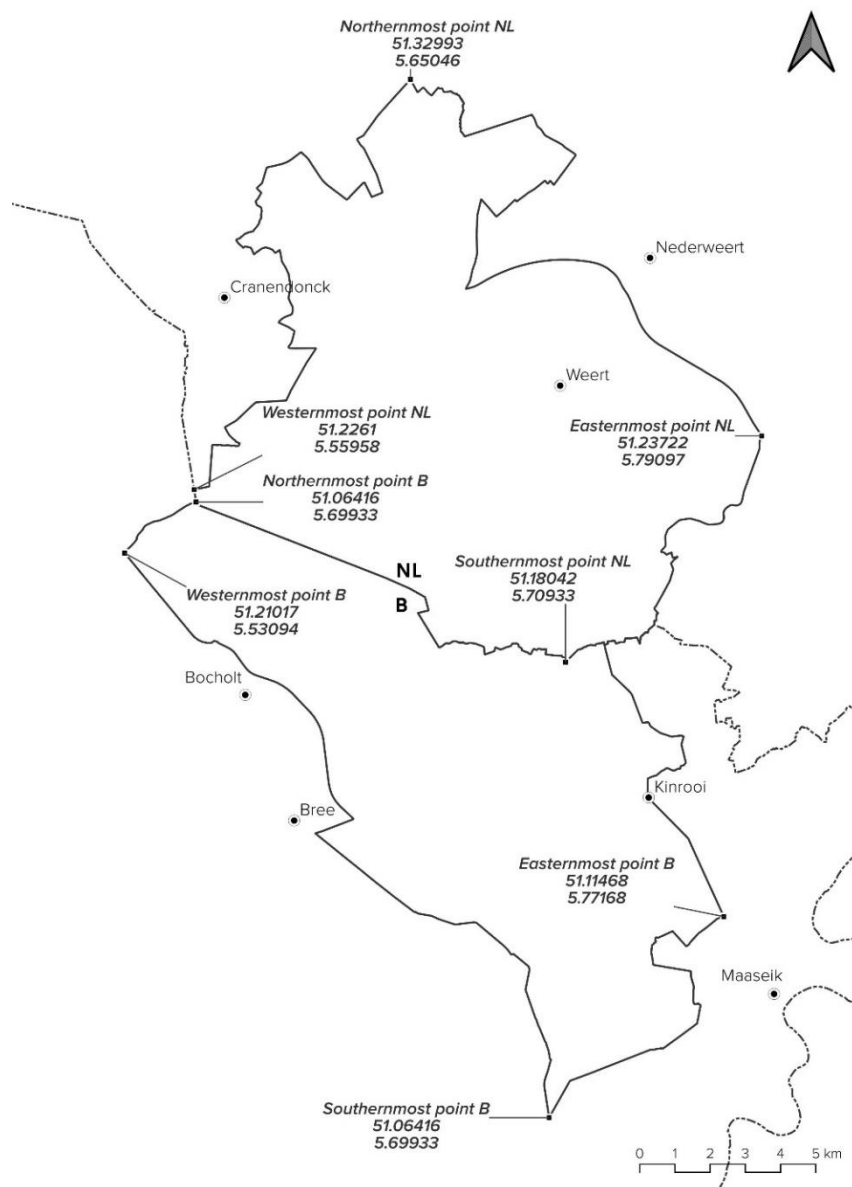 Northernmost point NL
51.32993
5.65046
Nederweert
Cranendonck
Weert
Westernmost point NL
51.2261
5.55958
Easternmost point NL
51.23722
5.79097
Northernmost point B
51.06416
5.69933
Southernmost point NL
51.18042
5.70933
NL
B
Westernmost point B
51.21017
5.53094
Bocholt
Kinrooi
Bree
Easternmost point B
51.11468
5.77168
Maaseik
Southernmost point B
51.06416
5.69933
0 1 2 3 4 5 km